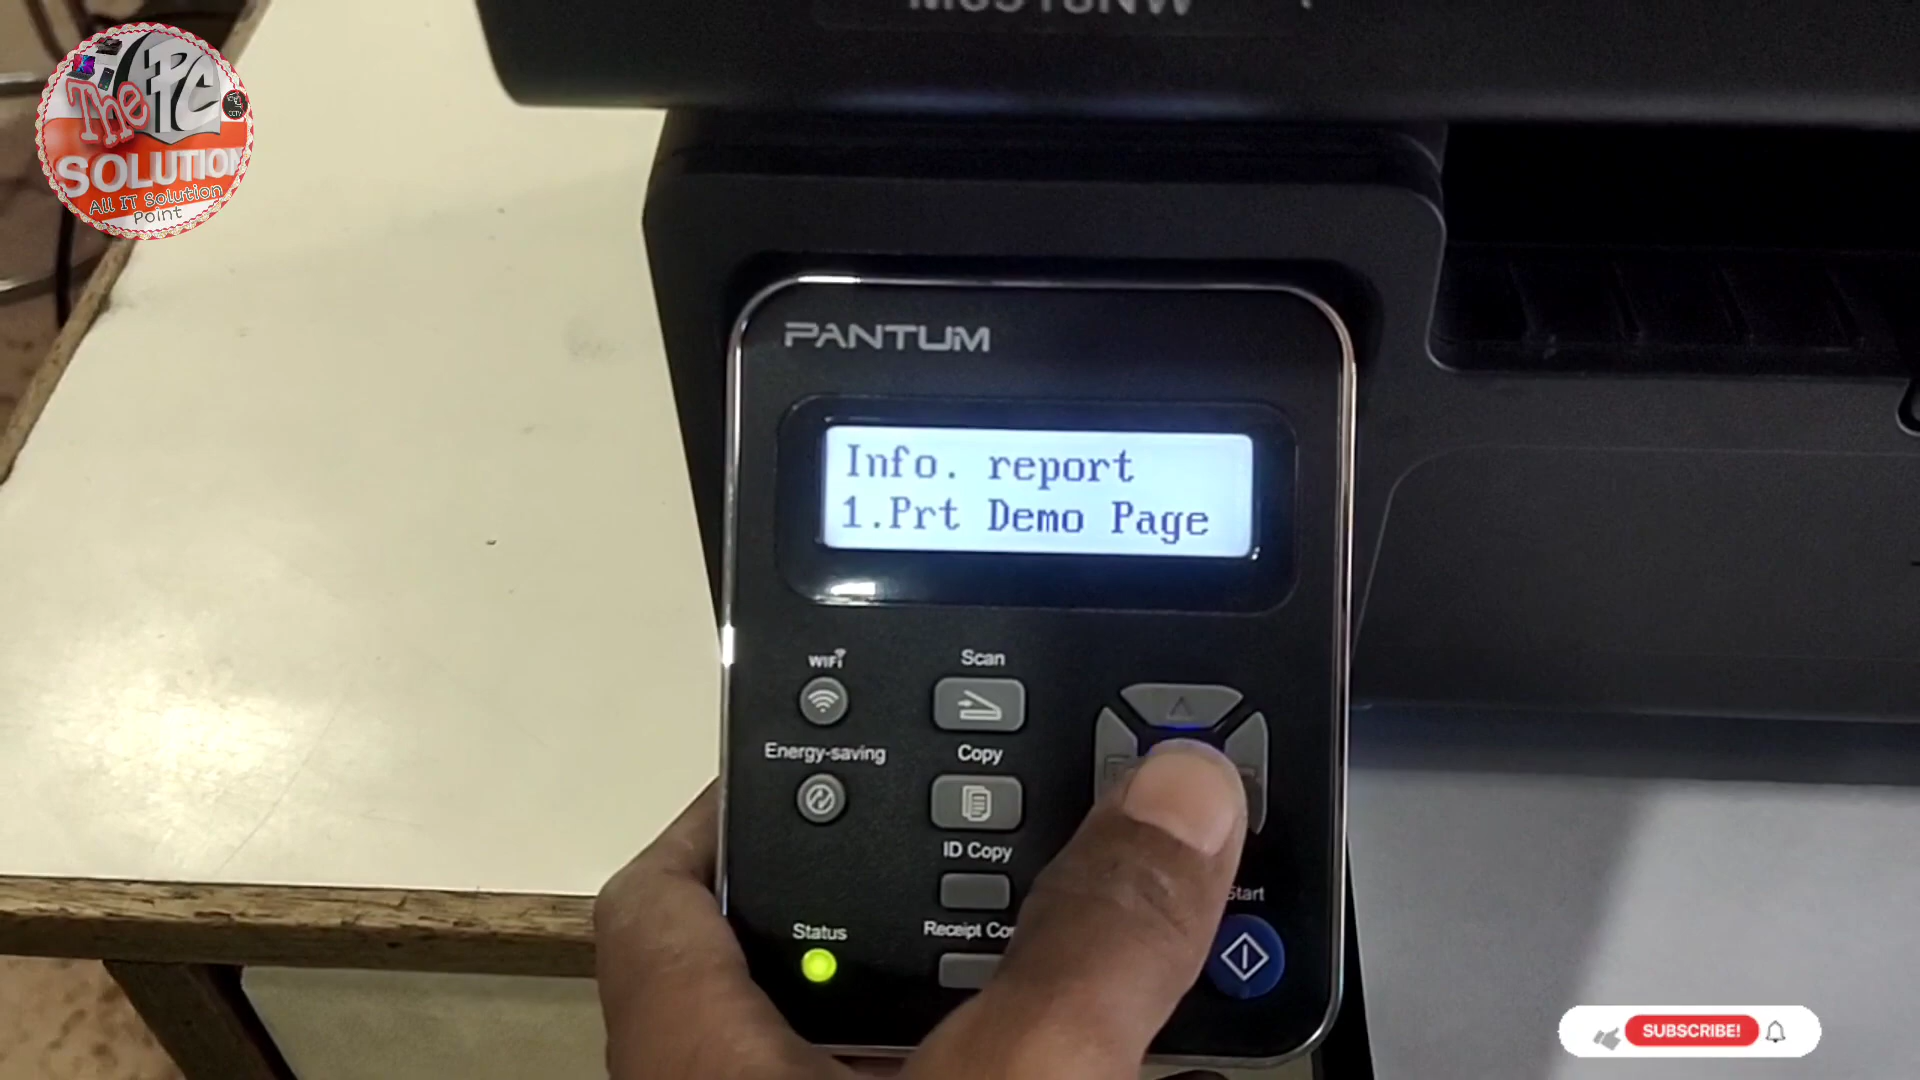 The PC
SOLUTION
All IT Solution
Point
CCTV
PANTUM
Info. report
1.Prt Demo Page
WiFi
Scan
Energy-saving
Copy
ID Copy
Status
Receipt
Start
SUBSCRIBE!